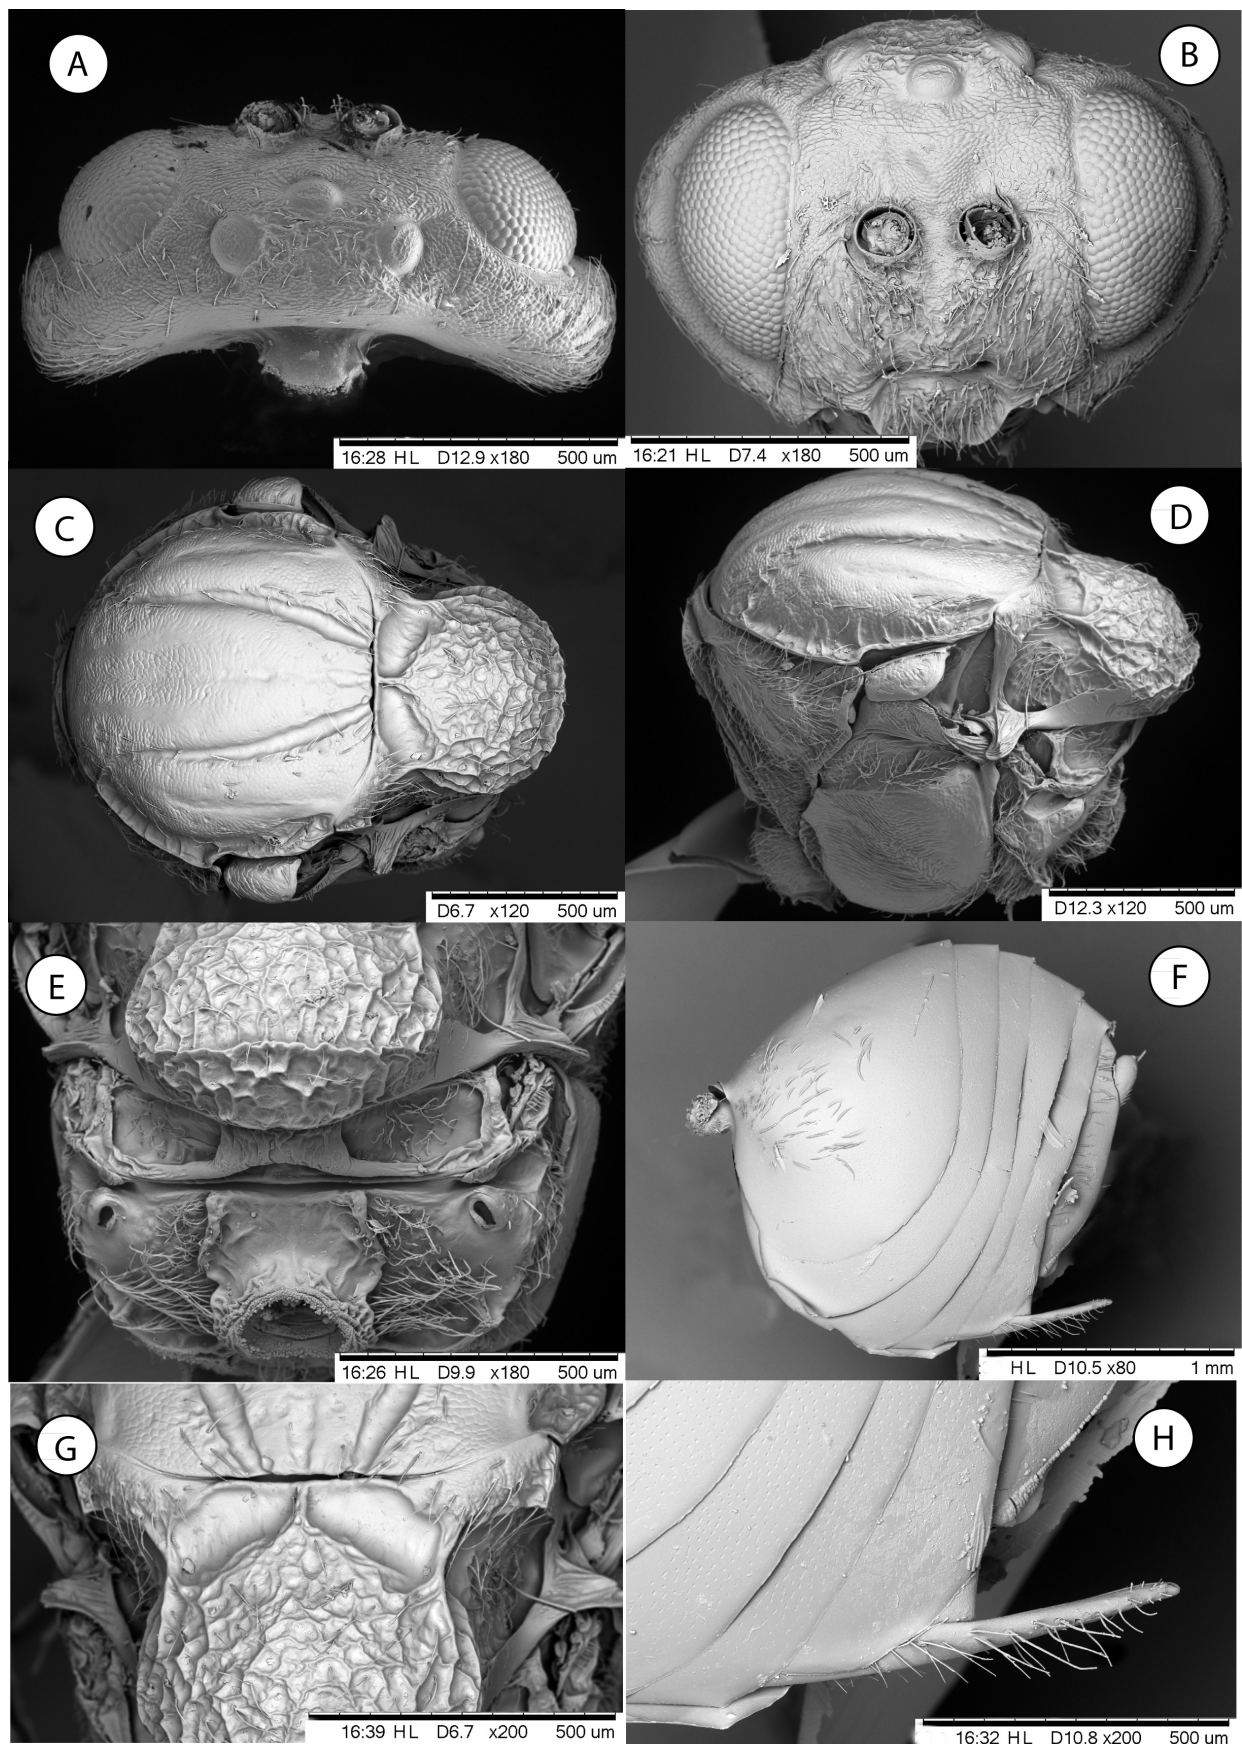 A
B
16:28 HL D12.9 x180 500 um
16:21 HL D7.4 x180 500 um
C
D
D6.7 x120 500 um
D12.3 x120 500 um
E
F
16:26 HL D9.9 x180 500 um
HL D10.5 x80 1 mm
G
H
16:39 HL D6.7 x200 500 um
16:32 HL D10.8 x200 500 um